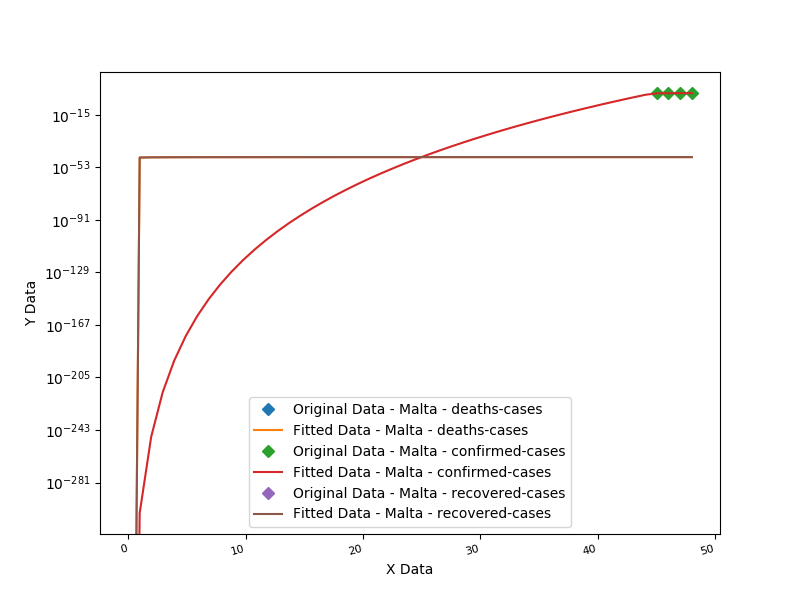 10^−15
10^−53
10^−91
10^−129
10^−167
10^−205
10^−243
10^−281
Y Data
Original Data - Malta - deaths-cases
Fitted Data - Malta - deaths-cases
Original Data - Malta - confirmed-cases
Fitted Data - Malta - confirmed-cases
Original Data - Malta - recovered-cases
Fitted Data - Malta - recovered-cases
0 10 20 30 40 50
X Data